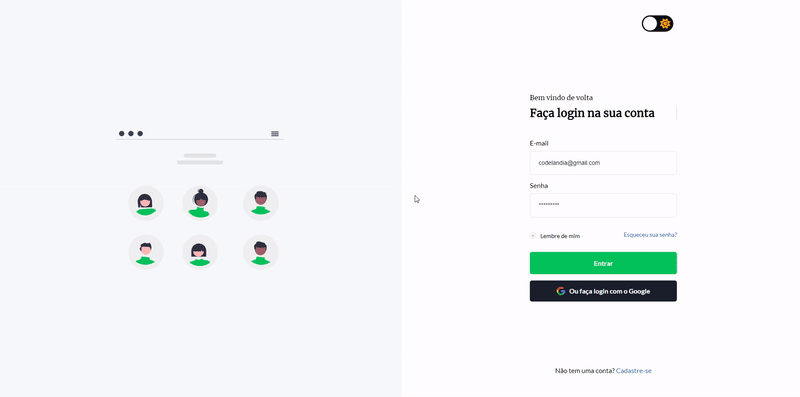 Bem vindo de volta
Faça login na sua conta
E-mail
codelandia@gmail.com
Senha
•••••••••
Lembre de mim
Esqueceu sua senha?
Entrar
Ou faça login com o Google
Não tem uma conta? Cadastre-se